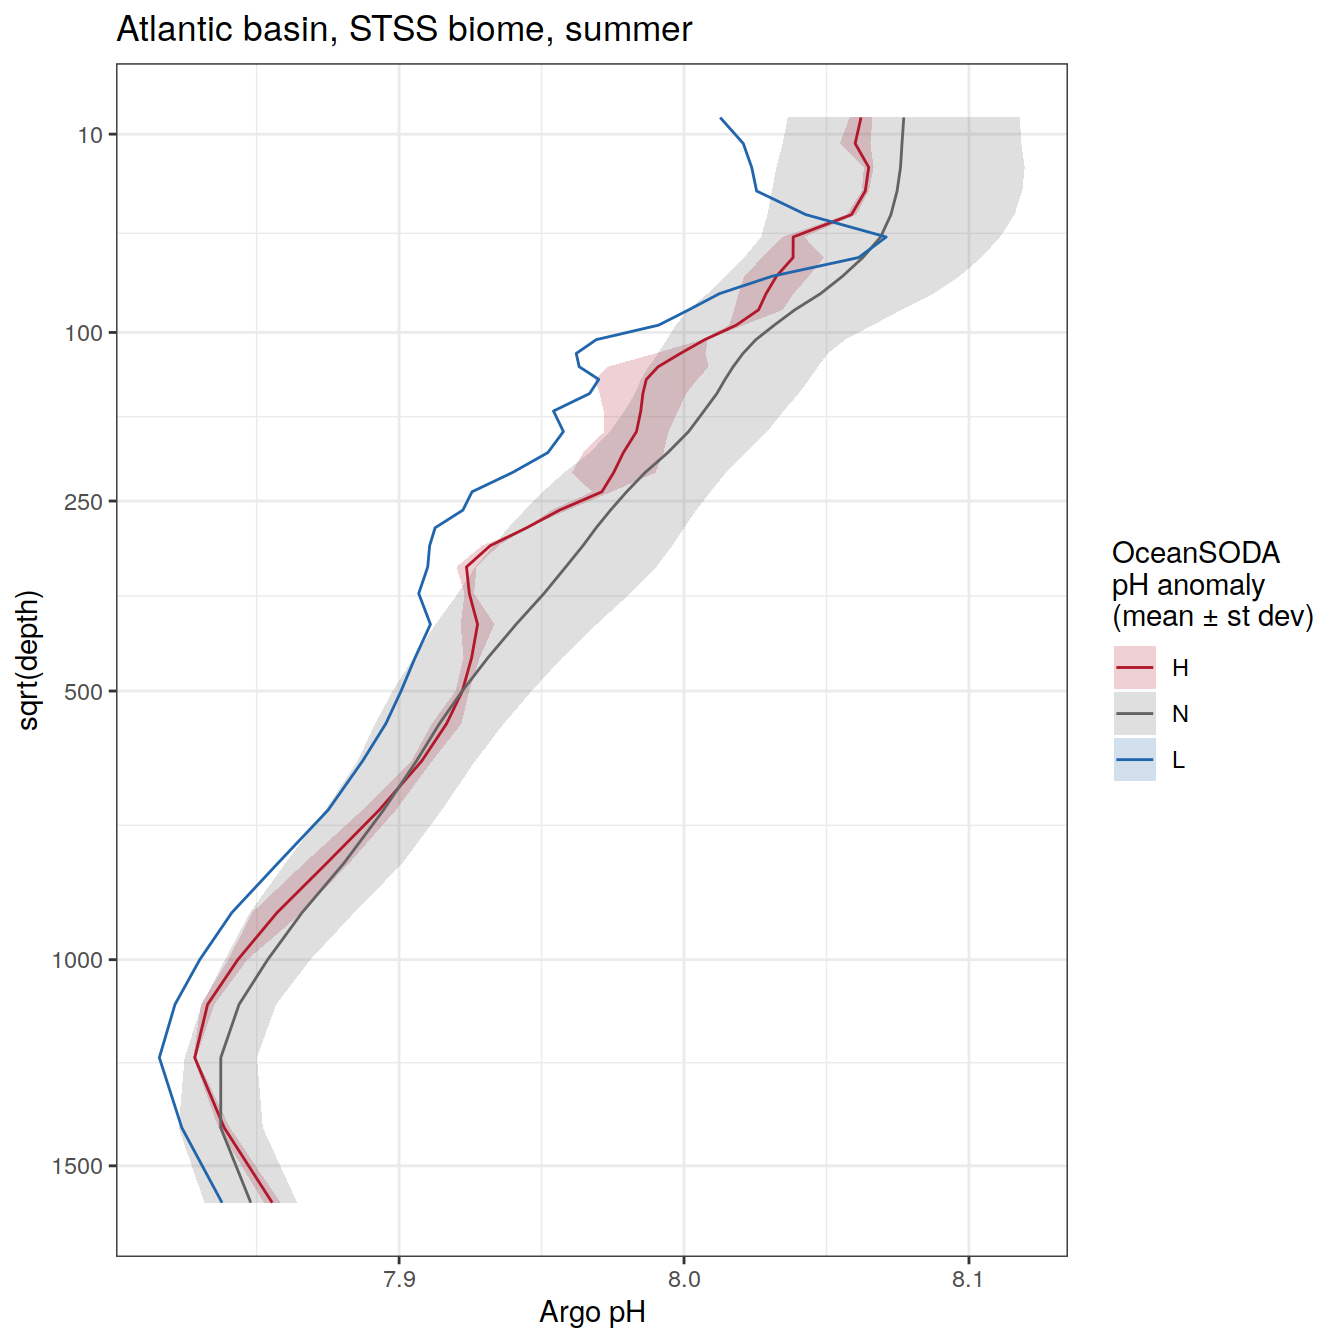 Atlantic basin, STSS biome, summer
10
100
250
500
1000
1500
sqrt(depth)
7.9
8.0
8.1
Argo pH
OceanSODA
pH anomaly
(mean ± st dev)
H
N
L